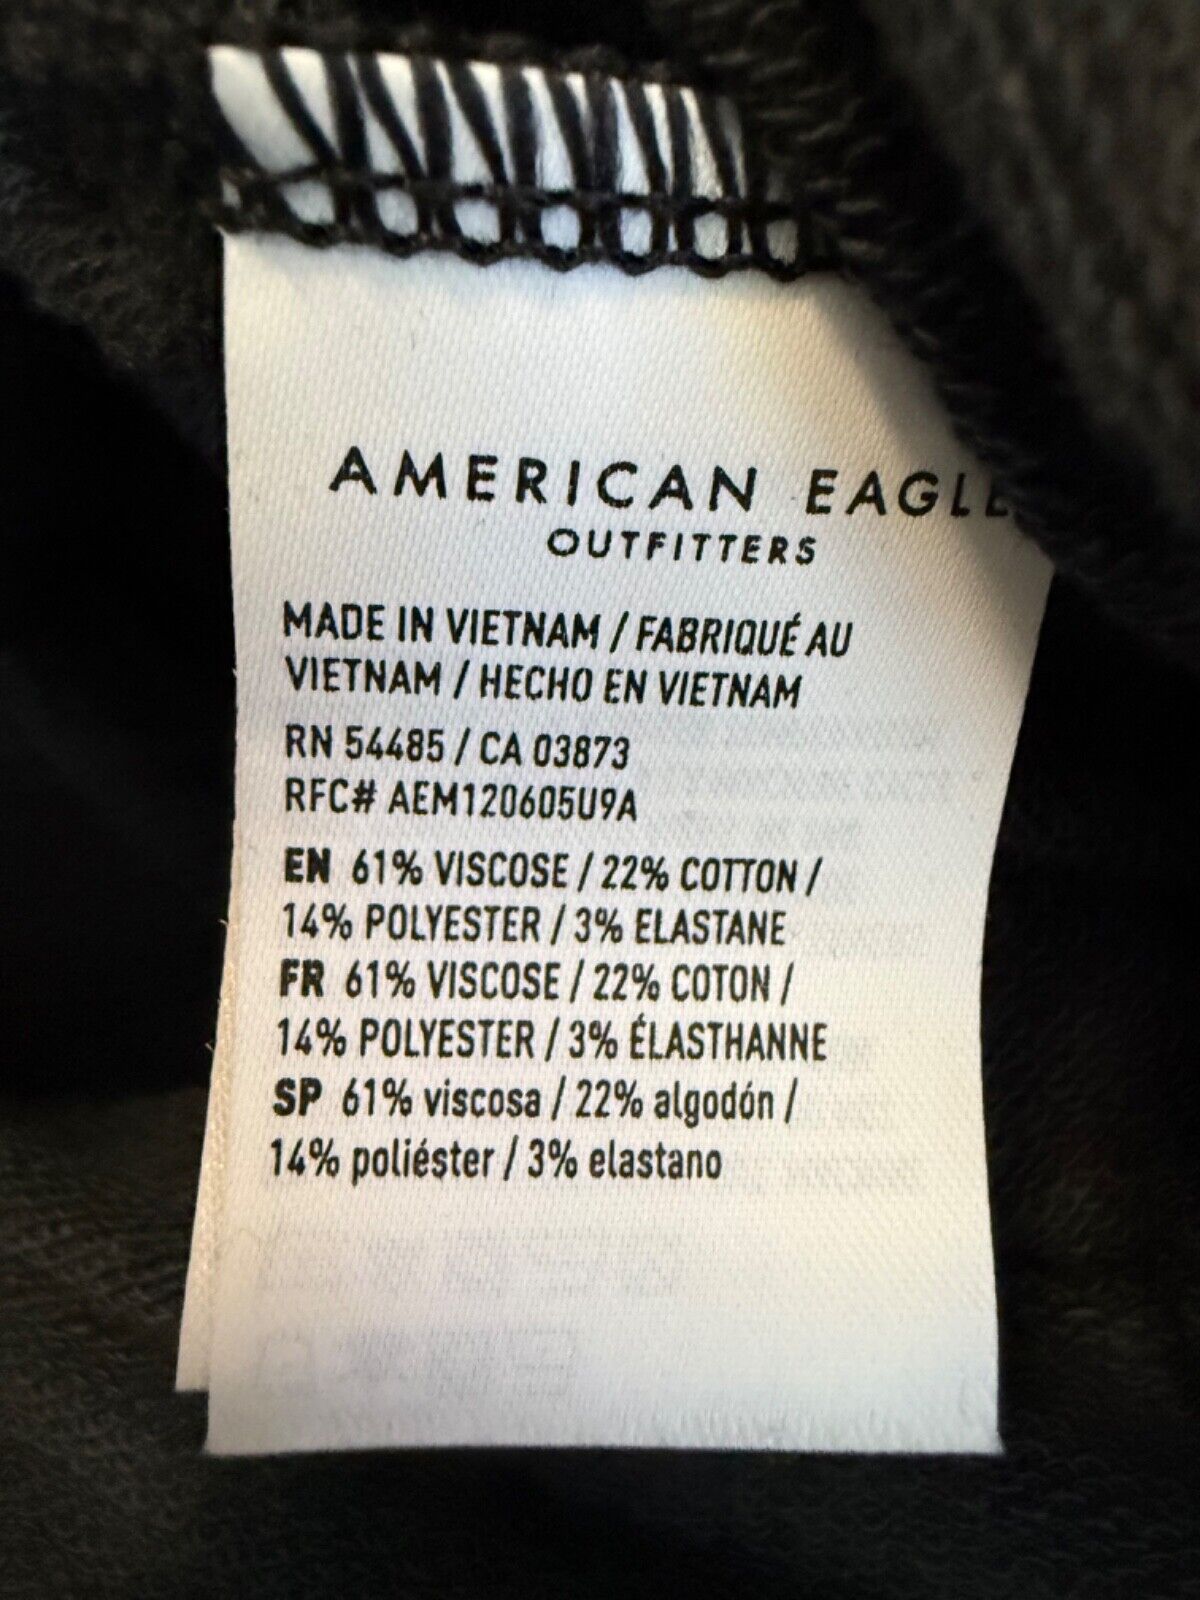 AMERICAN EAGLE
OUTFITTERS
MADE IN VIETNAM / FABRIQUÉ AU
VIETNAM / HECHO EN VIETNAM
RN 54485 / CA 03873
RFC# AEM120605U9A
EN 61% VISCOSE / 22% COTTON /
14% POLYESTER / 3% ELASTANE
FR 61% VISCOSE / 22% COTON /
14% POLYESTER / 3% ÉLASTHANNE
SP 61% viscosa / 22% algodón /
14% poliéster / 3% elastano